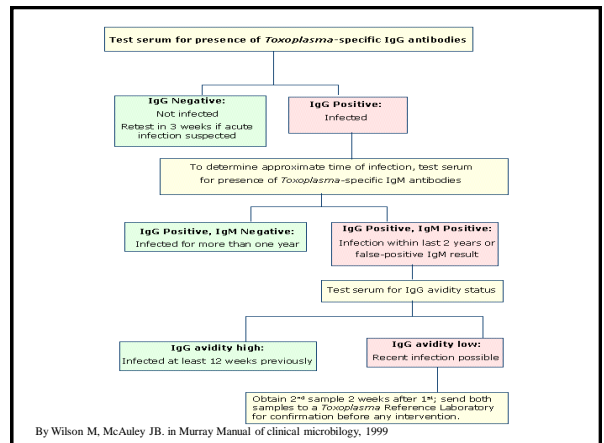 Test serum for presence of Toxoplasma-specific IgG antibodies
IgG Negative:
Not infected
Retest in 3 weeks if acute
infection suspected
IgG Positive:
Infected
To determine approximate time of infection, test serum
for presence of Toxoplasma-specific IgM antibodies
IgG Positive, IgM Negative:
Infected for more than one year
IgG Positive, IgM Positive:
Infection within last 2 years or
false-positive IgM result
Test serum for IgG avidity status
IgG avidity high:
Infected at least 12 weeks previously
IgG avidity low:
Recent infection possible
Obtain 2nd sample 2 weeks after 1st; send both
samples to a Toxoplasma Reference Laboratory
for confirmation before any intervention.
By Wilson M, McAuley JB. in Murray Manual of clinical microbilogy, 1999